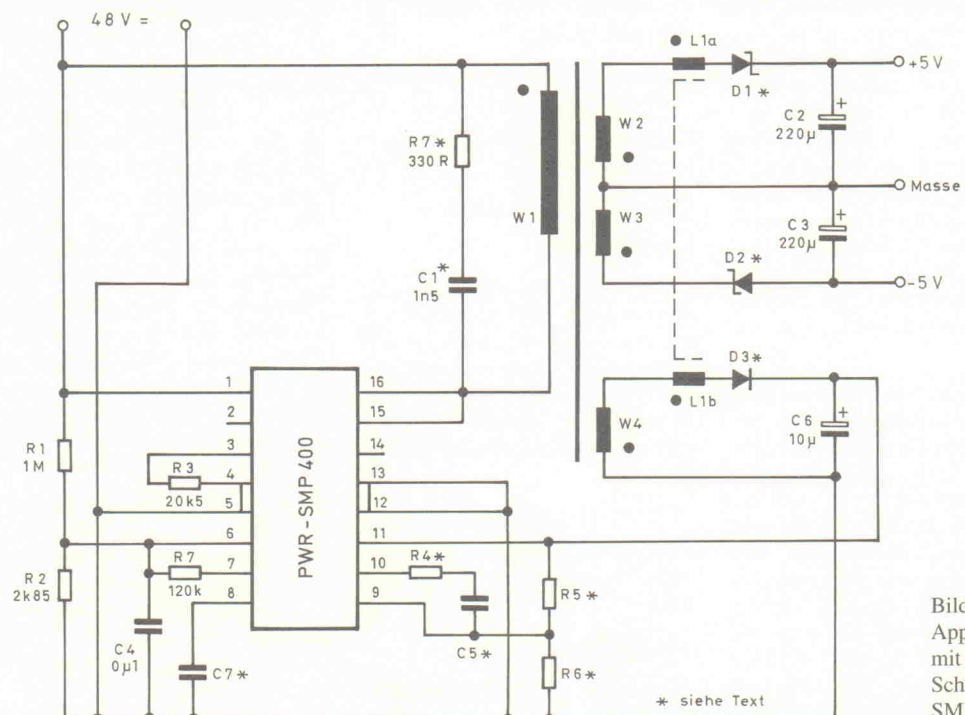 48 V =
L1a
+5 V
D1 *
C2
220µ
W2
R7*
330 R
Masse
W1
W3
C3
220µ
D2 *
C1*
1n5
-5 V
D3*
L1b
1
16
2
15
W4
C6
10µ
R1
1M
3
14
R3
4
13
20k5
5
12
PWR-SMP 400
6
11
R2
2k85
R7
7
10
R4*
R5*
120k
8
9
C4
0µ1
C7*
C5*
R6*
* siehe Text
Bild
App
mit
Sch
SM